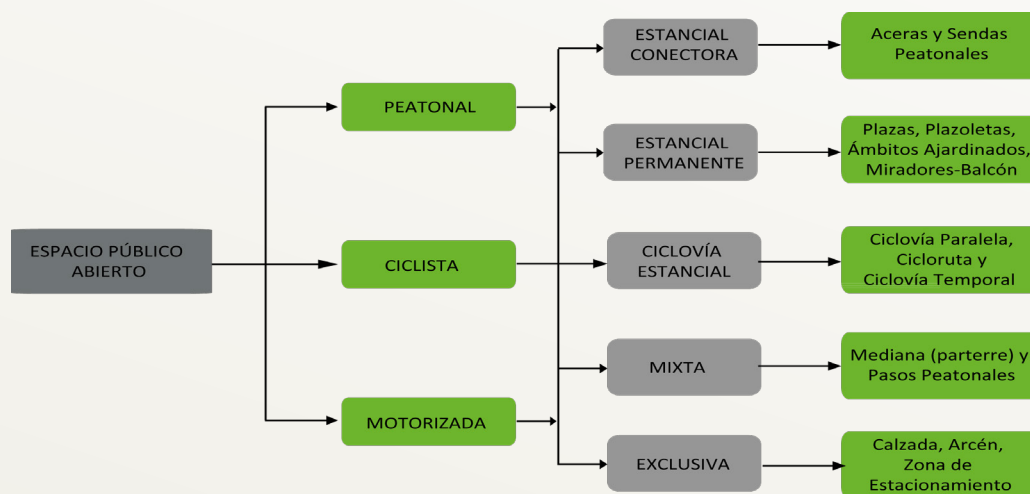 ESPACIO PÚBLICO
ABIERTO
PEATONAL
CICLISTA
MOTORIZADA
ESTANCIAL
CONECTORA
ESTANCIAL
PERMANENTE
CICLOVÍA
ESTANCIAL
MIXTA
EXCLUSIVA
Aceras y Sendas
Peatonales
Plazas, Plazoletas,
Ámbitos Ajardinados,
Miradores-Balcón
Ciclovía Paralela,
Cicloruta y
Ciclovía Temporal
Mediana (parterre) y
Pasos Peatonales
Calzada, Arcén,
Zona de
Estacionamiento